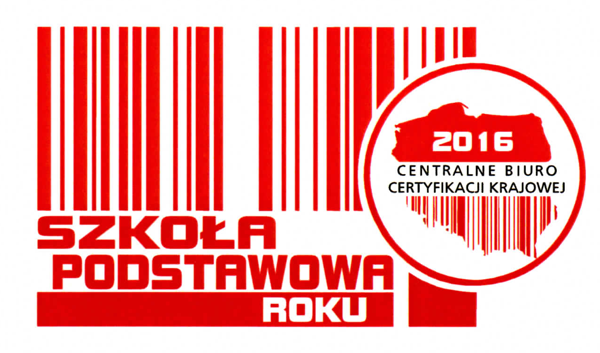 2016
CENTRALNE BIURO
CERTYFIKACJI KRAJOWEJ
SZKOŁA
PODSTAWOWA
ROKU